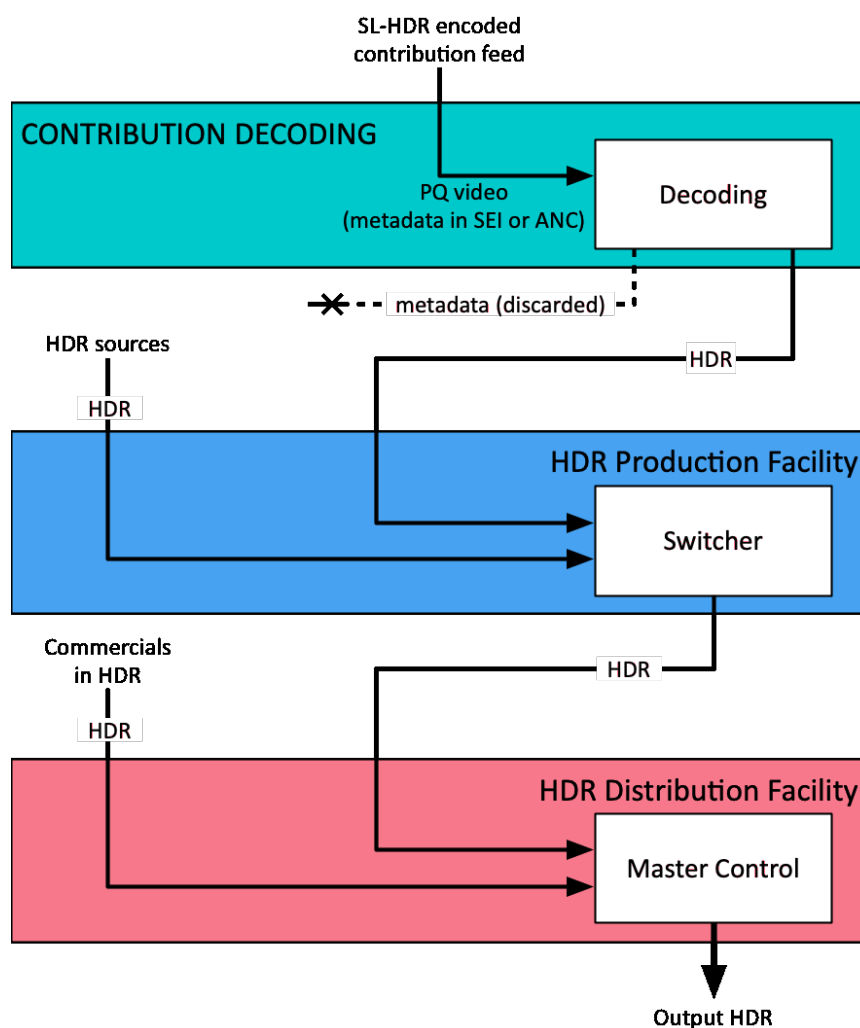 SL-HDR encoded
contribution feed
CONTRIBUTION DECODING
Decoding
PQ video
(metadata in SEI or ANC)
metadata (discarded)
HDR sources
HDR
HDR
HDR Production Facility
Switcher
Commercials
in HDR
HDR
HDR
HDR Distribution Facility
Master Control
Output HDR